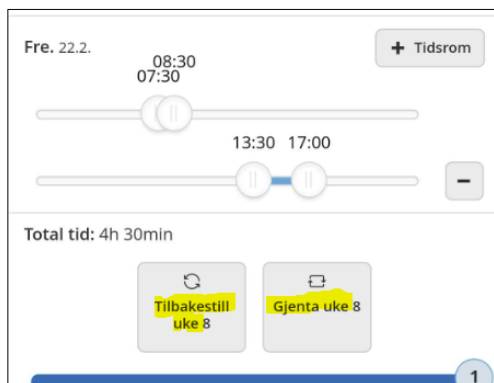 Fre. 22.2.
+ Tidsrom
08:30
07:30
13:30 17:00
Total tid: 4h 30min
Tilbakestill
uke 8
Gjenta uke 8
1